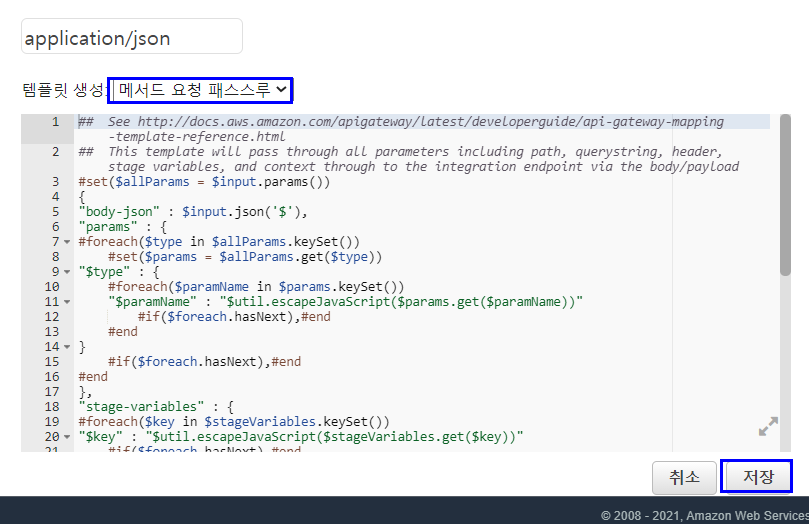 application/json
템플릿 생성: 메서드 요청 패스스루
1 ## See http://docs.aws.amazon.com/apigateway/latest/developerguide/api-gateway-mapping
-template-reference.html
2 ## This template will pass through all parameters including path, querystring, header,
stage variables, and context through to the integration endpoint via the body/payload
3 #set($allParams = $input.params())
4 {
5 "body-json" : $input.json('$'),
6 "params" : {
7 #foreach($type in $allParams.keySet())
8 #set($params = $allParams.get($type))
9 "$type" : {
10 #foreach($paramName in $params.keySet())
11 "$paramName" : "$util.escapeJavaScript($params.get($paramName))"
12 #if($foreach.hasNext),#end
13 #end
14 }
15 #if($foreach.hasNext),#end
16 #end
17 },
18 "stage-variables" : {
19 #foreach($key in $stageVariables.keySet())
20 "$key" : "$util.escapeJavaScript($stageVariables.get($key))"
21 #if($foreach.hasNext),#end
취소 저장
© 2008 - 2021, Amazon Web Services